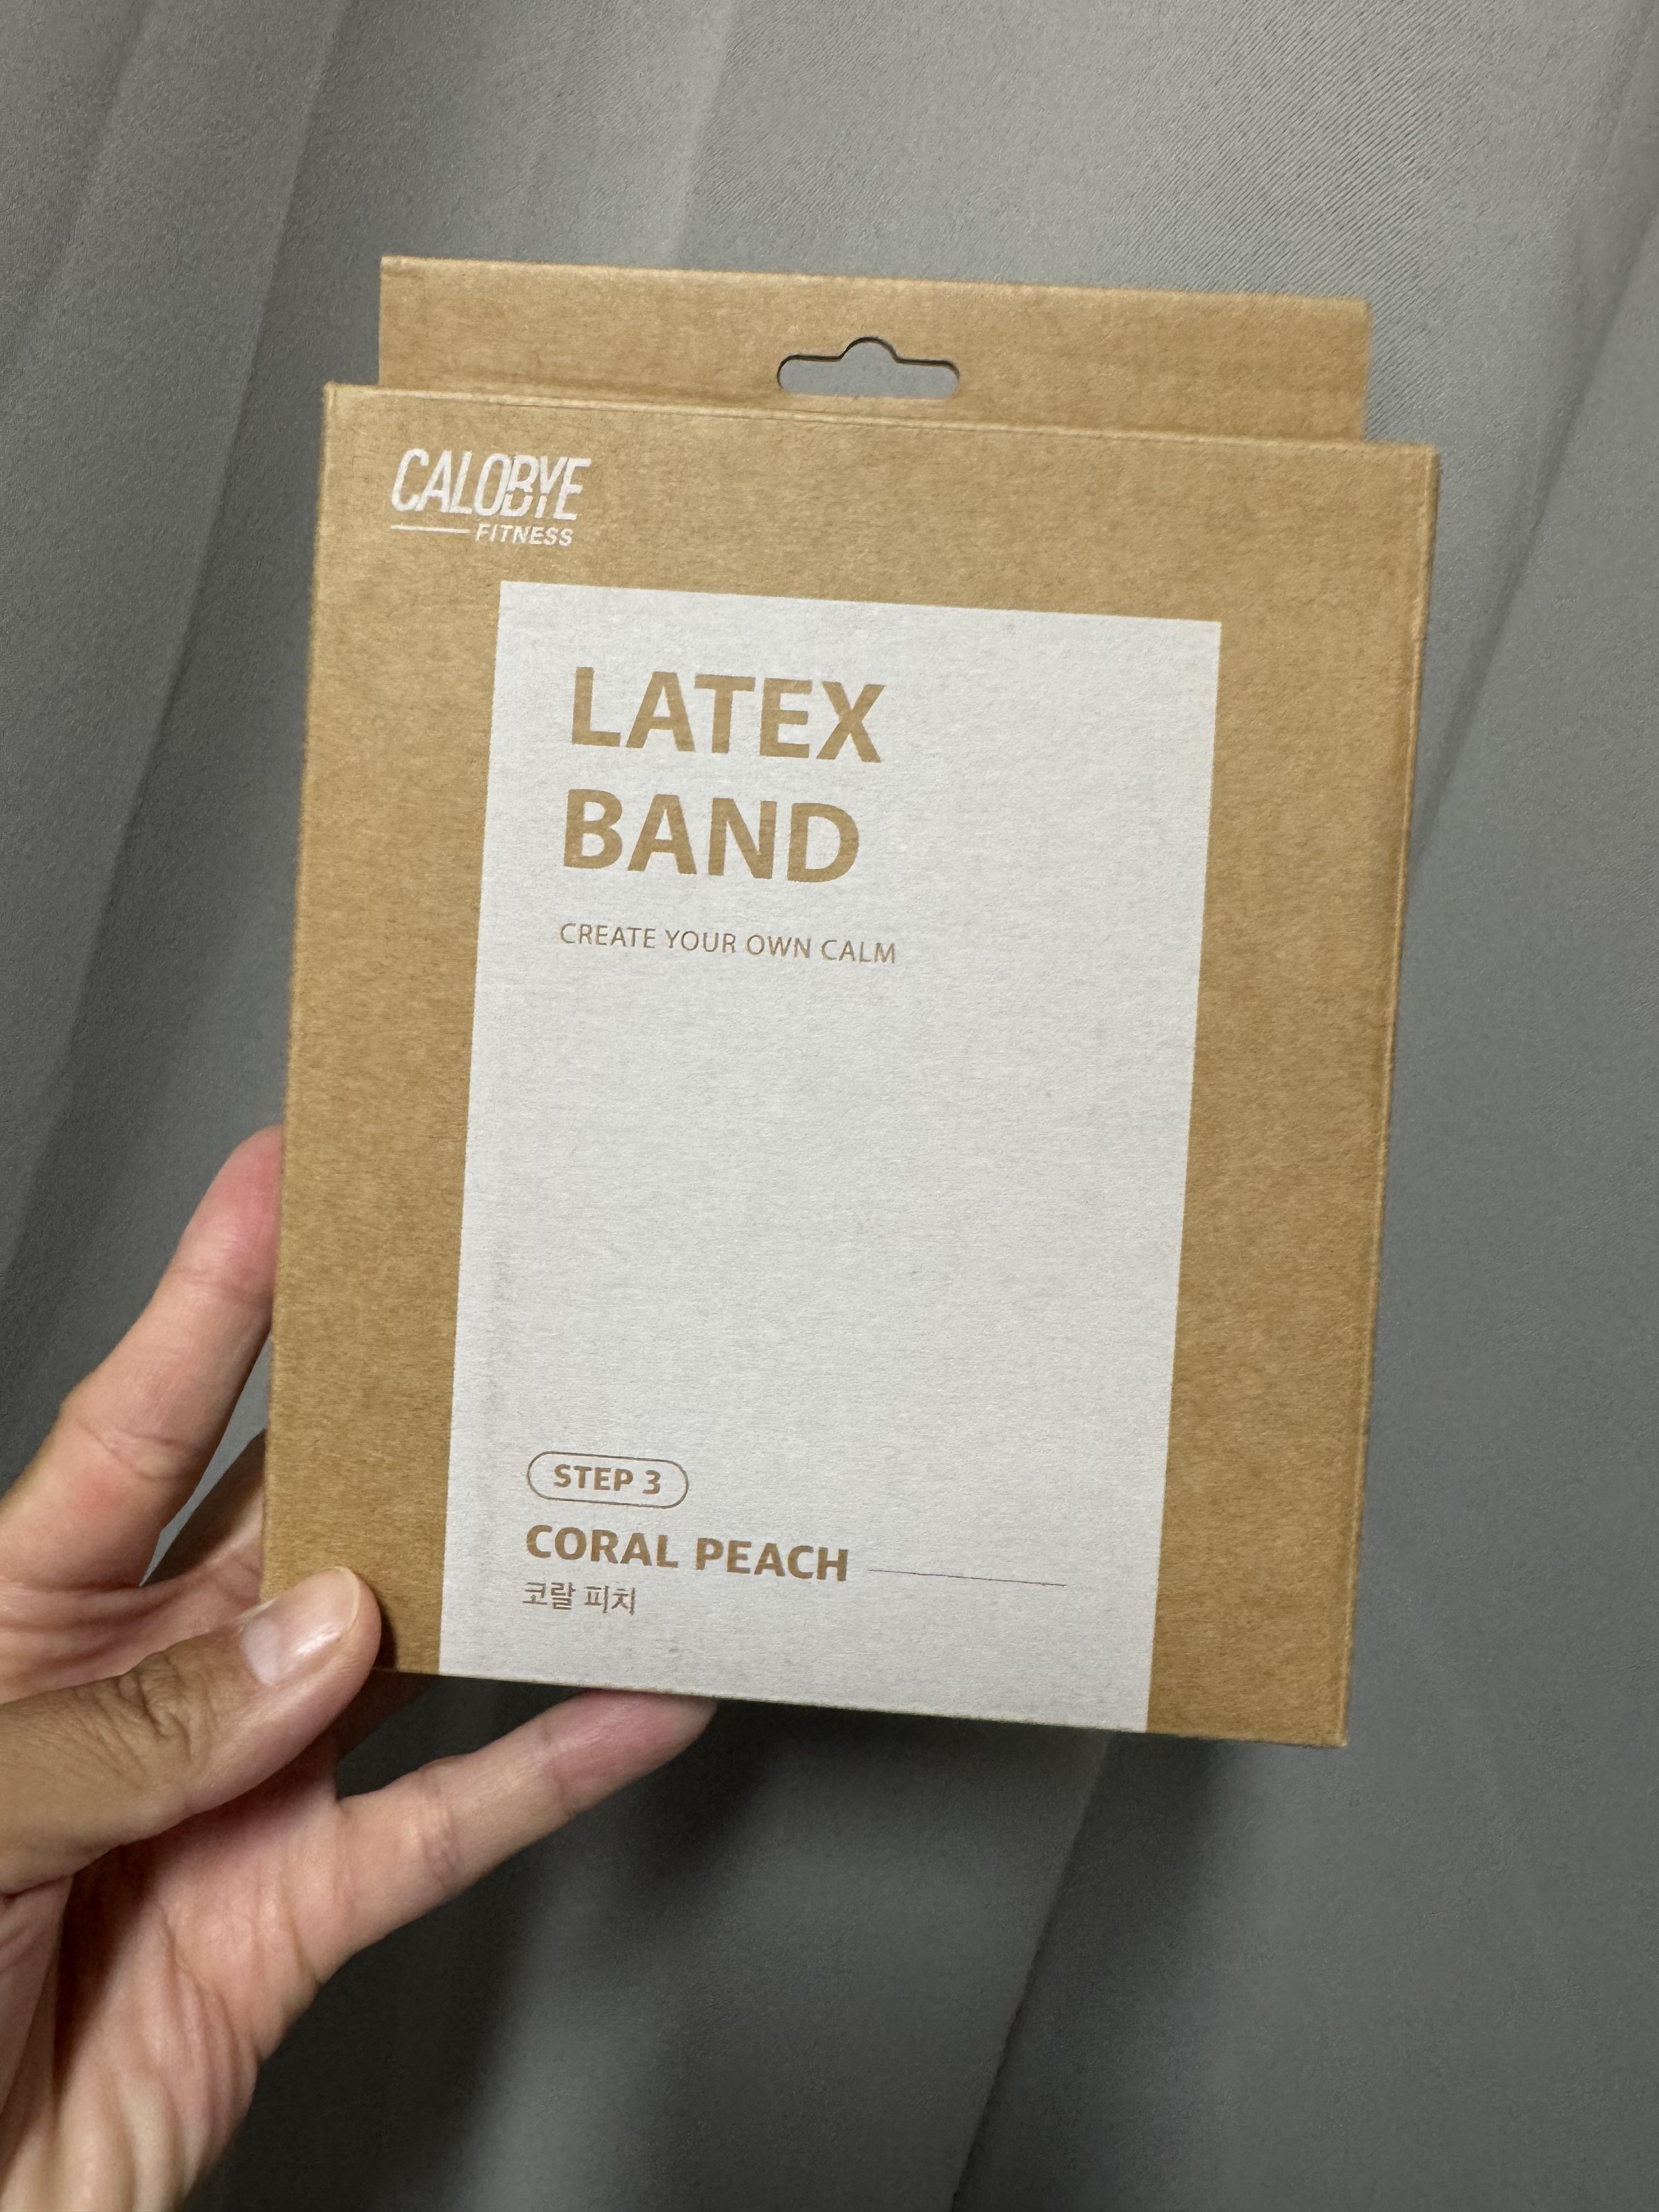 CALOBYE
FITNESS
LATEX
BAND
CREATE YOUR OWN CALM
STEP 3
CORAL PEACH
코랄 피치